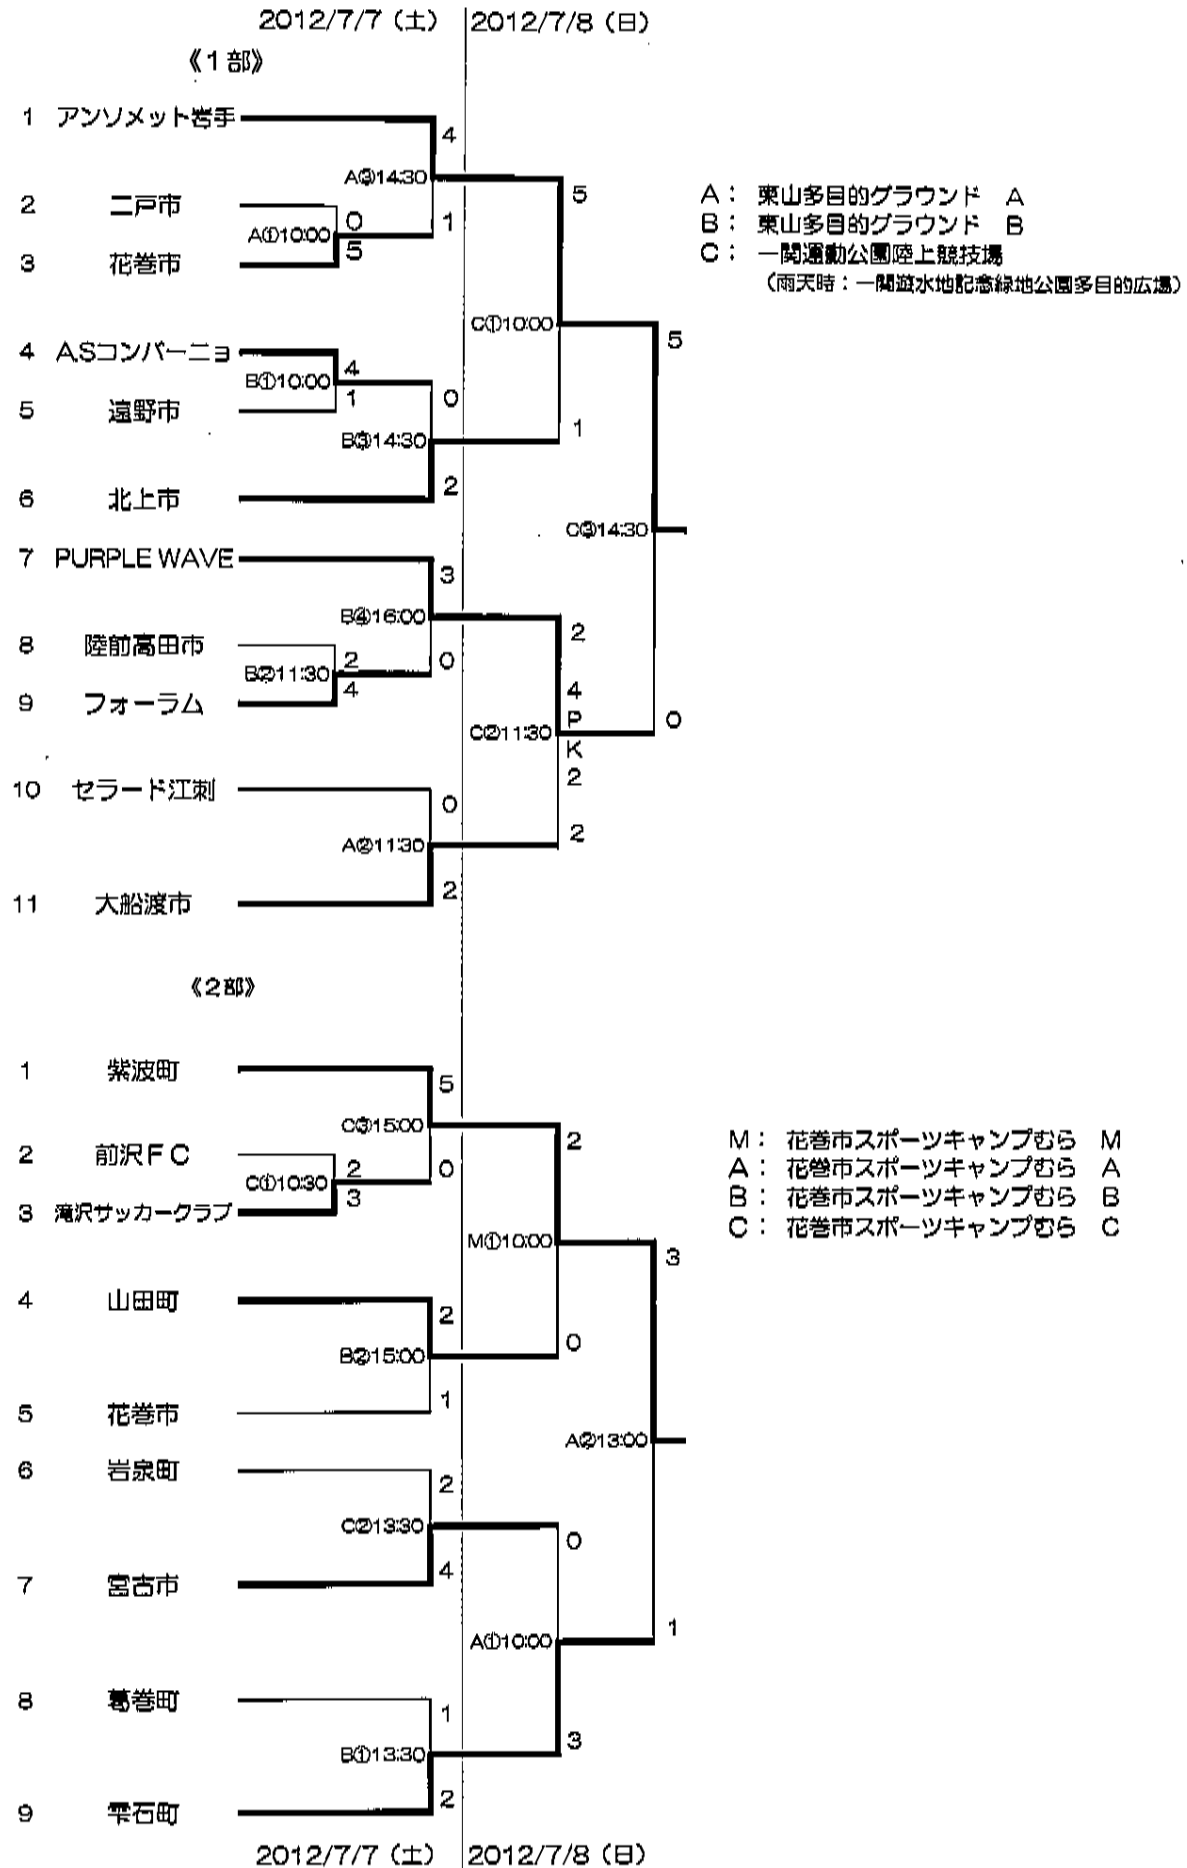 2012/7/7（土） 2012/7/8（日）
《1部》
1 アンソメット岩手
4
A③14:30
5
2 二戸市
0
1
A①10:00
5
3 花巻市
A：東山多目的グラウンド A
B：東山多目的グラウンド B
C： 一関運動公園陸上競技場
（雨天時：一関遊水地記念緑地公園多目的広場）
C①10:00
5
4 A.Sコンパーニョ
4
B①10:00
1
0
5 遠野市
B③14:30
1
2
6 北上市
C③14:30
7 PURPLE WAVE
3
B④16:00
2
8 陸前高田市
2
0
B②11:30
4
9 フォーラム
4
P
K
2
C②11:30
0
10 セラード江刺
0
A②11:30
2
2
11 大船渡市
《2部》
1 紫波町
5
C③15:00
2
2 前沢FC
2
0
C①10:30
3
3 滝沢サッカークラブ
M： 花巻市スポーツキャンプむら M
A： 花巻市スポーツキャンプむら A
B： 花巻市スポーツキャンプむら B
C： 花巻市スポーツキャンプむら C
M①10:00
3
4 山田町
2
0
B②15:00
1
5 花巻市
A②13:00
6 岩泉町
2
C②13:30
0
4
7 宮古市
A①10:00
1
8 葛巻町
1
3
B①13:30
2
9 雫石町
2012/7/7（土） 2012/7/8（日）